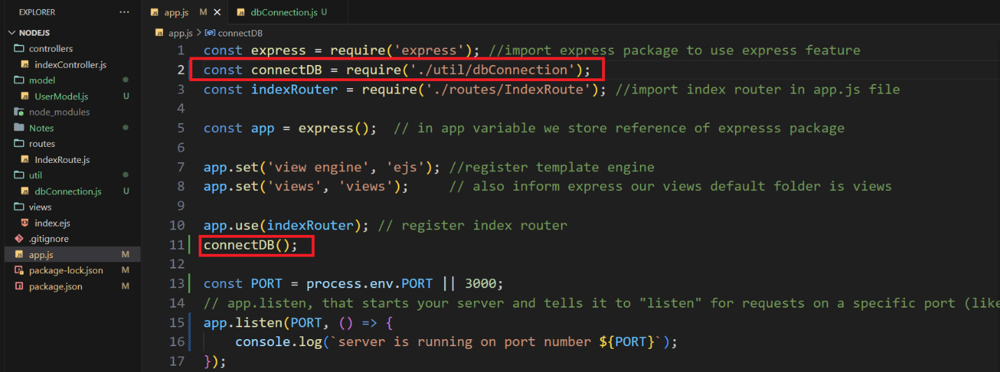 EXPLORER
···
NODEJS
controllers
indexController.js
model
UserModel.js U
node_modules
Notes
routes
IndexRoute.js
util
dbConnection.js U
views
index.ejs
.gitignore
app.js M
package-lock.json M
package.json M
app.js M
dbConnection.js U
app.js > connectDB
1 const express = require('express'); //import express package to use express feature
2 const connectDB = require('./util/dbConnection');
3 const indexRouter = require('./routes/IndexRoute'); //import index router in app.js file
4
5 const app = express();  // in app variable we store reference of expresss package
6
7 app.set('view engine', 'ejs'); //register template engine
8 app.set('views', 'views');     // also inform express our views default folder is views
9
10 app.use(indexRouter); // register index router
11 connectDB();
12
13 const PORT = process.env.PORT || 3000;
14 // app.listen, that starts your server and tells it to "listen" for requests on a specific port (like
15 app.listen(PORT, () => {
16     console.log(`server is running on port number ${PORT}`);
17 });